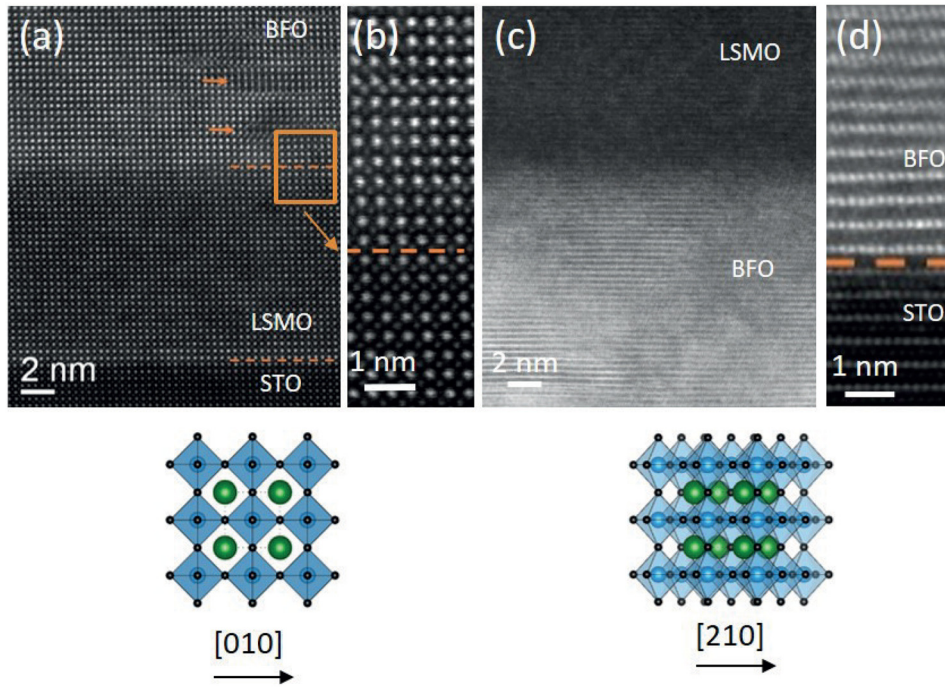 (a)
BFO
LSMO
2 nm
STO
(b)
1 nm
(c)
LSMO
BFO
2 nm
(d)
BFO
STO
1 nm
[010]
[210]